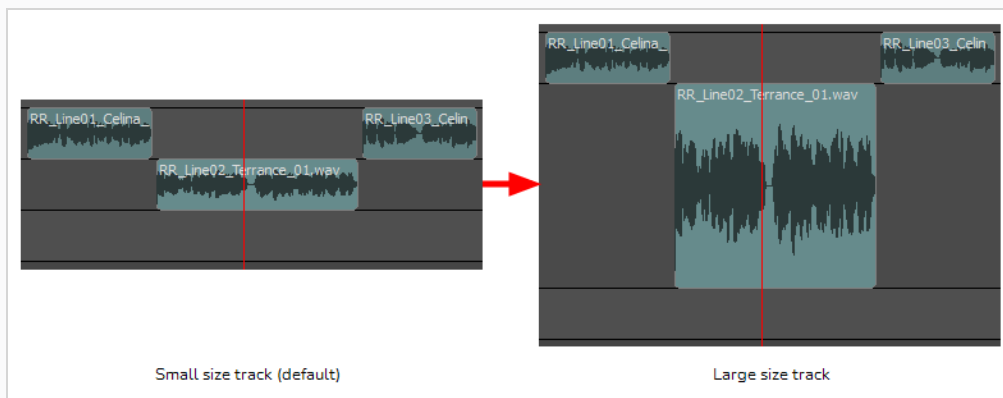 RR_Line01_Celina_
RR_Line03_Celin
RR_Line02_Terrance_01.wav
Small size track (default)
RR_Line01_Celina_
RR_Line03_Celin
RR_Line02_Terrance_01.wav
Large size track